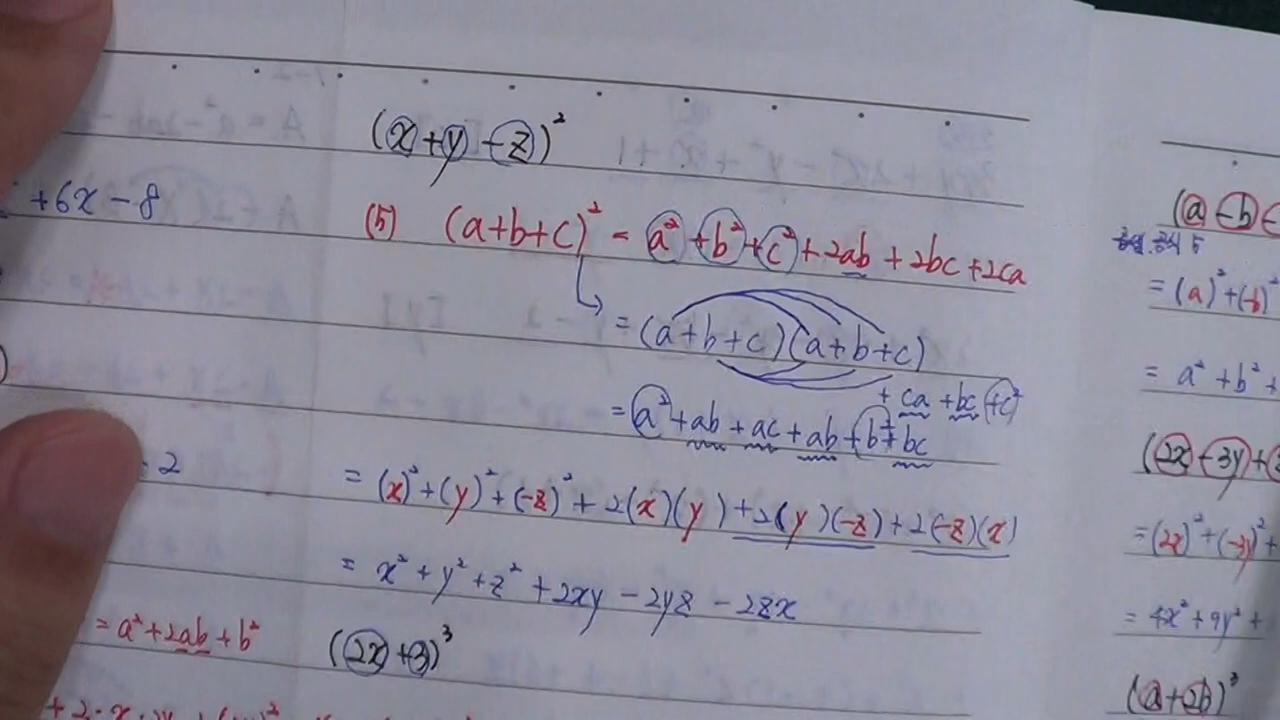 (x+y-z)²
+6x-8
(5) (a+b+c)² = a²+b²+c²+2ab+2bc+2ca
=(a+b+c)(a+b+c)
=a²+ab+ac+ab+b²+bc
+ca+bc+c²
2
=(x)²+(y)²+(-z)²+2(x)(y)+2(y)(-z)+2(-z)(x)
=x²+y²+z²+2xy-2yz-2zx
=a²+2ab+b²
(2x+3)³
(a-b-
=(a)²+(-b)²
=a²+b²+
(2x-3y)+
=(2x)²+(-3y)²+
=4x²+9y²+
(a+2b)³